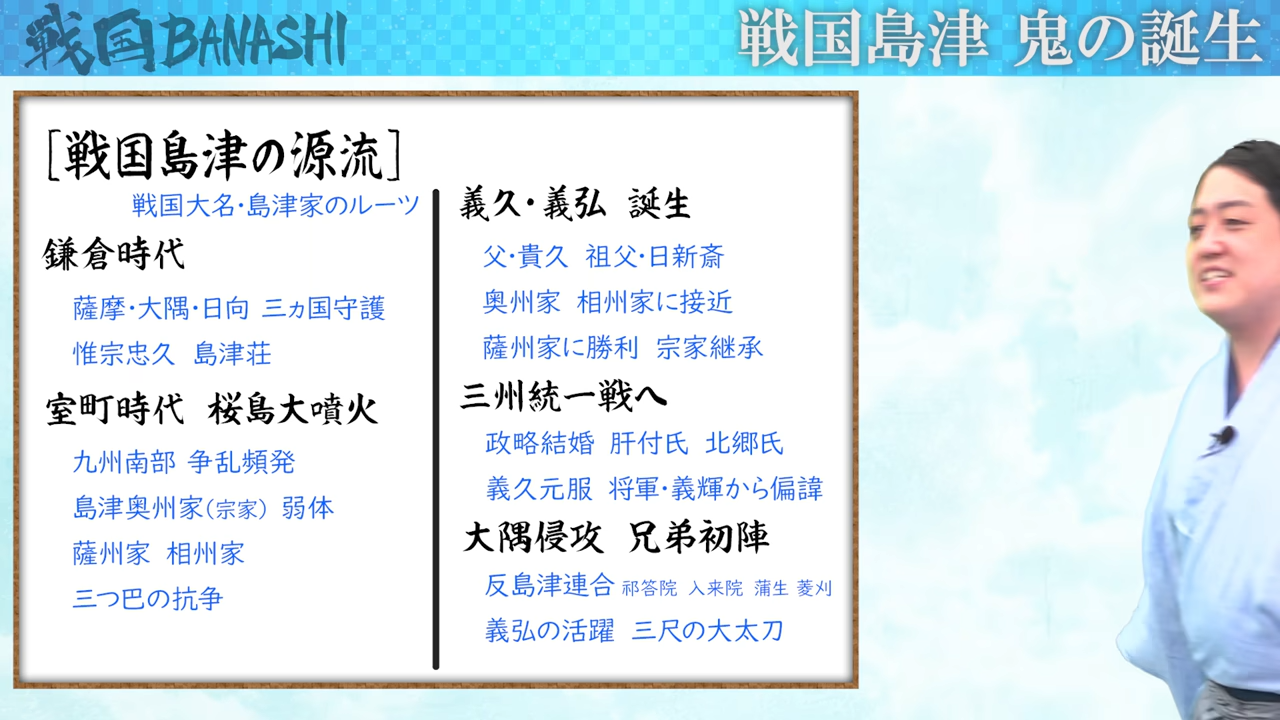 戦国BANASHI
戦国島津 鬼の誕生
[戦国島津の源流]
戦国大名・島津家のルーツ
鎌倉時代
薩摩・大隅・日向 三ヵ国守護
惟宗忠久 島津荘
室町時代 桜島大噴火
九州南部 争乱頻発
島津奥州家(宗家) 弱体
薩州家 相州家
三つ巴の抗争
義久・義弘 誕生
父・貴久 祖父・日新斎
奥州家 相州家に接近
薩州家に勝利 宗家継承
三州統一戦へ
政略結婚 肝付氏 北郷氏
義久元服 将軍・義輝から偏諱
大隅侵攻 兄弟初陣
反島津連合 祁答院 入来院 蒲生 菱刈
義弘の活躍 三尺の大太刀